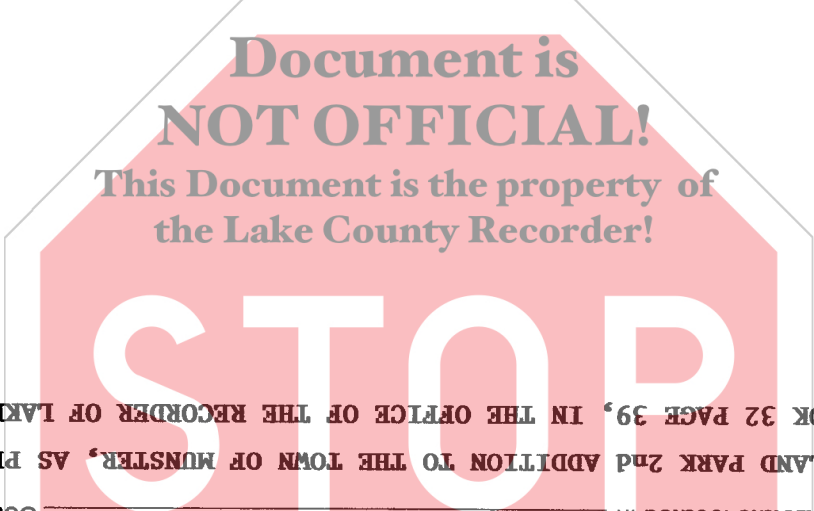 Document is
NOT OFFICIAL!
This Document is the property of
the Lake County Recorder!
STOP
PARK 2nd ADDITION TO THE TOWN OF MUNSTER, AS
32 PAGE 39, IN THE OFFICE OF THE RECORDER OF